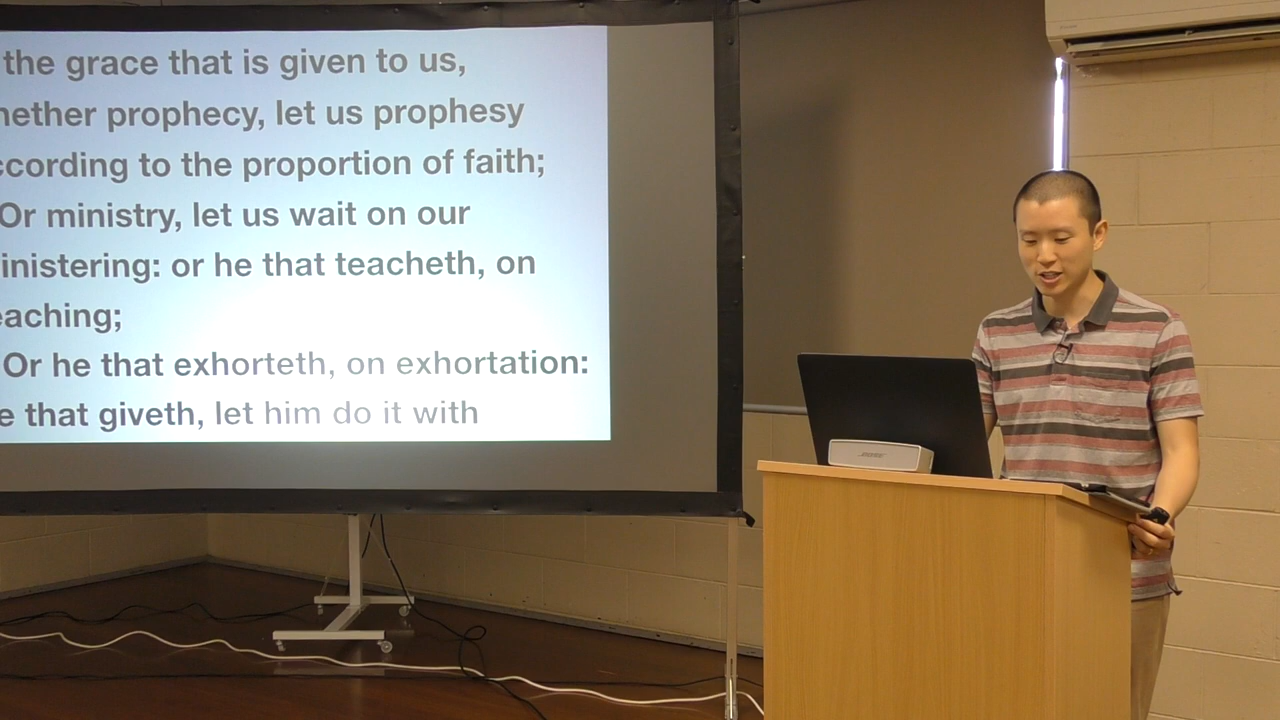 the grace that is given to us,
hether prophecy, let us prophesy
ccording to the proportion of faith;
Or ministry, let us wait on our
inistering: or he that teacheth, on
eaching;
Or he that exhorteth, on exhortation:
e that giveth, let him do it with
BOSE